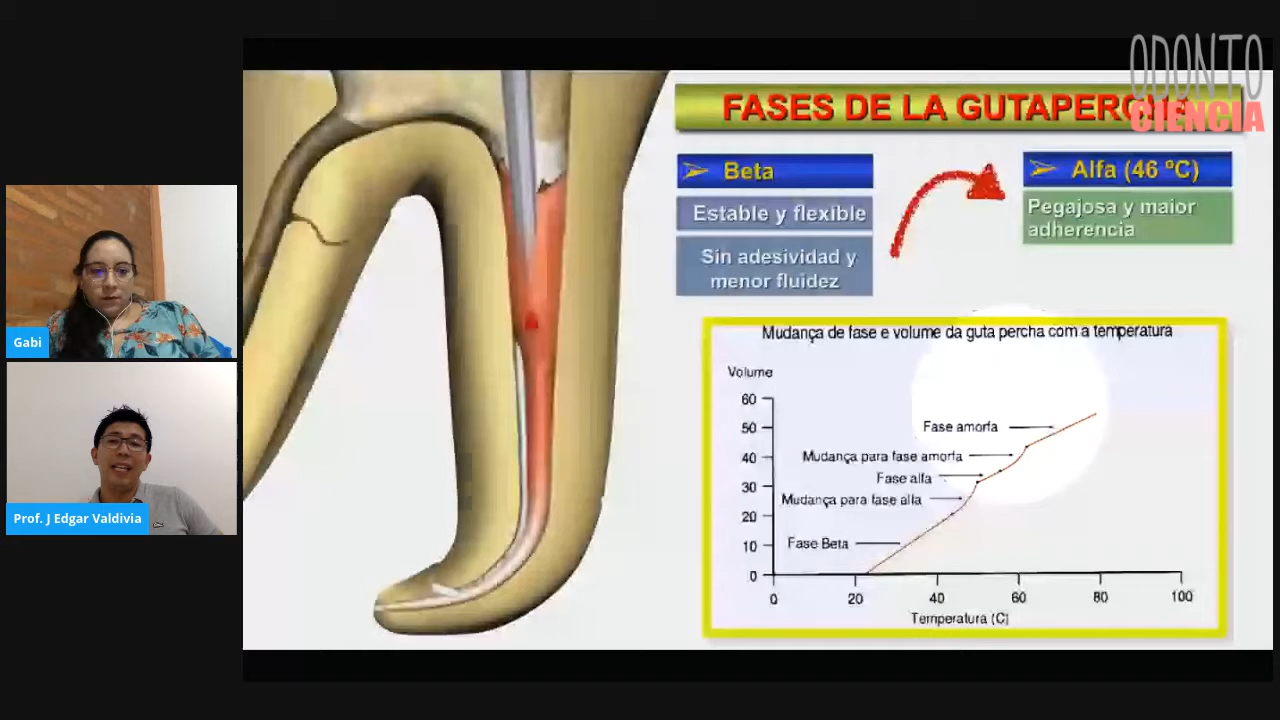 ODONTO
CIENCIA
FASES DE LA GUTAPERCHA
Beta
Alfa (46 ºC)
Estable y flexible
Pegajosa y maior
adherencia
Sin adesividad y
menor fluidez
Mudança de fase e volume da guta percha com a temperatura
Volume
60
50
40
30
20
10
0
Fase amorfa
Mudança para fase amorfa
Fase alfa
Mudança para fase alfa
Fase Beta
0 20 40 60 80 100
Temperatura (C)
Gabi
Prof. J Edgar Valdivia